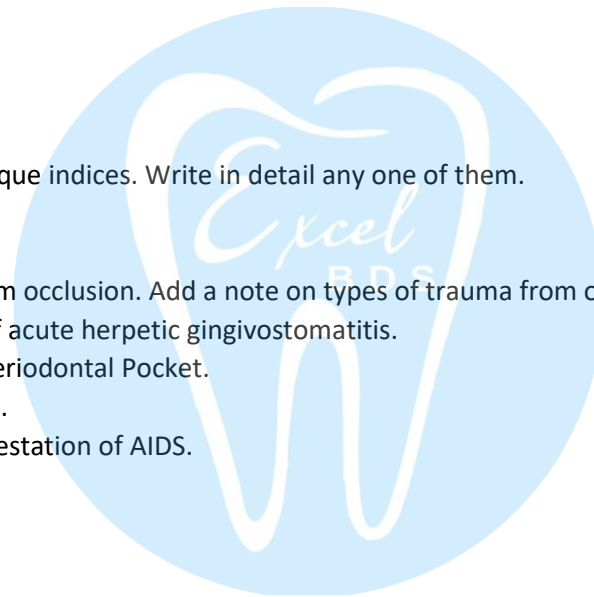 que indices. Write in detail any one of them.
Excel
BDS
m occlusion. Add a note on types of trauma from o
f acute herpetic gingivostomatitis.
eriodontal Pocket.
.
estation of AIDS.